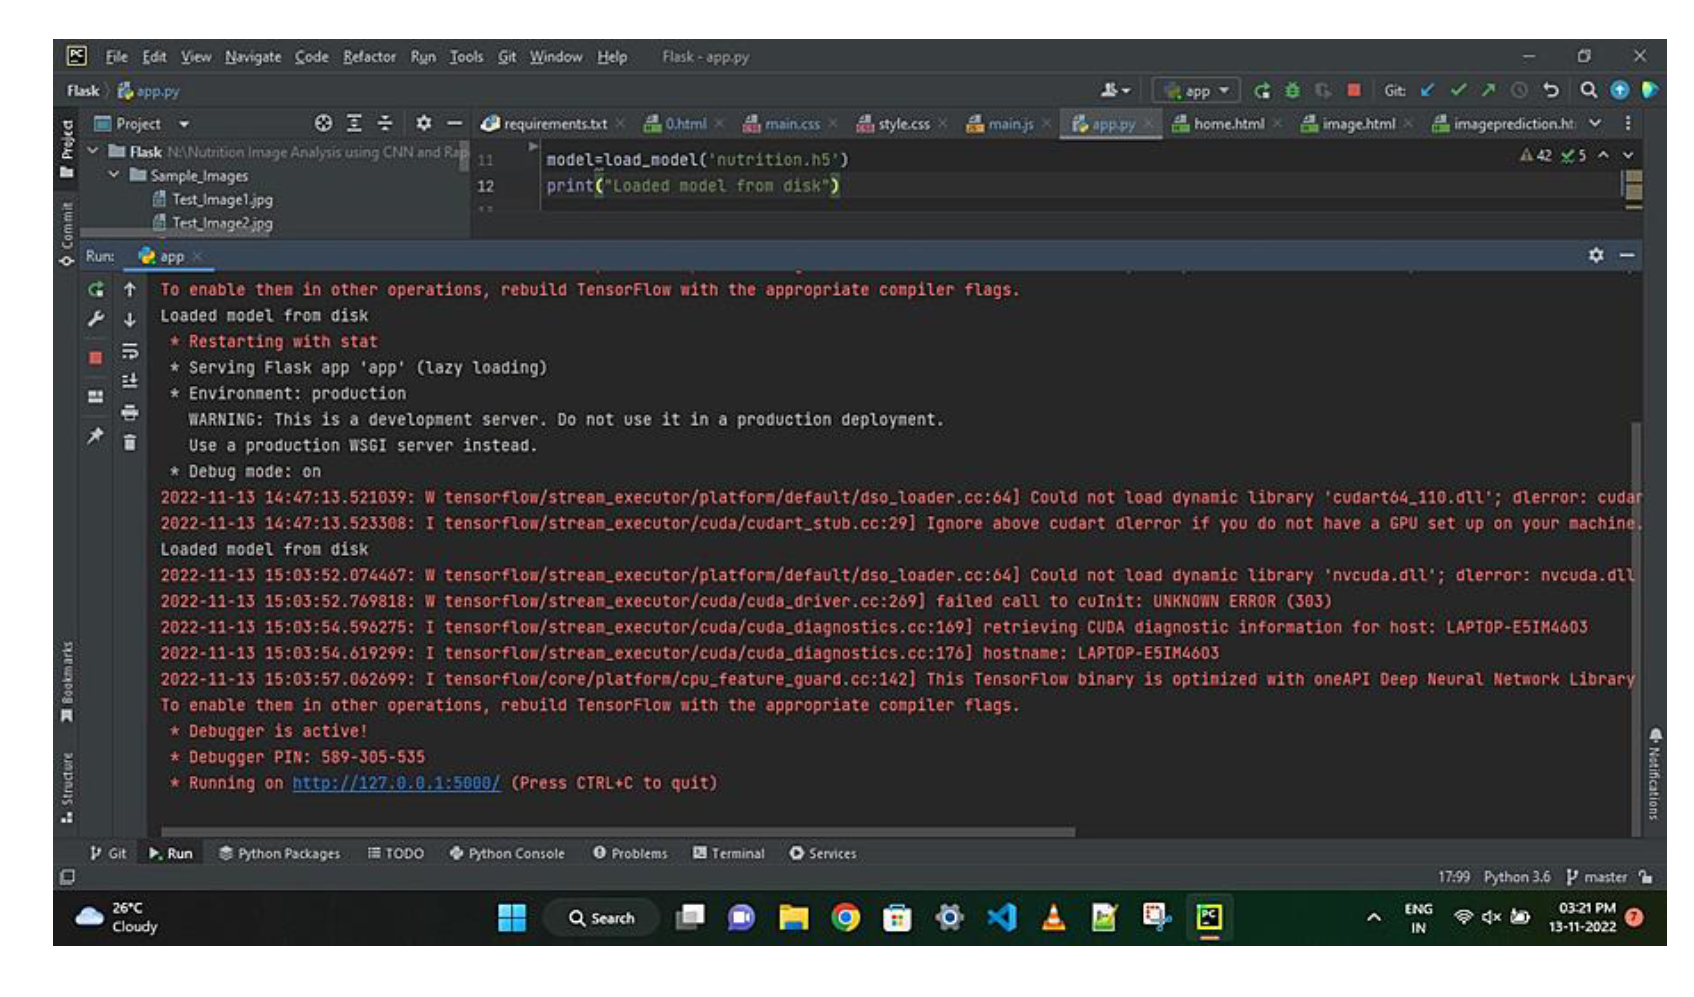 PC File Edit View Navigate Code Refactor Run Tools Git Window Help Flask - app.py
Flask app.py app Git:
Project requirements.txt 0.html main.css style.css main.js app.py home.html image.html imageprediction.ht
Project
Flask N:\Nutrition Image Analysis using CNN and Rap
Sample_Images
Test_Image1.jpg
Test_Image2.jpg
11 model=load_model('nutrition.h5')
12 print("Loaded model from disk")
42 5
Commit
Run: app
To enable them in other operations, rebuild TensorFlow with the appropriate compiler flags.
Loaded model from disk
* Restarting with stat
* Serving Flask app 'app' (lazy loading)
* Environment: production
WARNING: This is a development server. Do not use it in a production deployment.
Use a production WSGI server instead.
* Debug mode: on
2022-11-13 14:47:13.521039: W tensorflow/stream_executor/platform/default/dso_loader.cc:64] Could not load dynamic library 'cudart64_110.dll'; dlerror: cudar
2022-11-13 14:47:13.523308: I tensorflow/stream_executor/cuda/cudart_stub.cc:29] Ignore above cudart dlerror if you do not have a GPU set up on your machine.
Loaded model from disk
2022-11-13 15:03:52.074467: W tensorflow/stream_executor/platform/default/dso_loader.cc:64] Could not load dynamic library 'nvcuda.dll'; dlerror: nvcuda.dll
2022-11-13 15:03:52.769818: W tensorflow/stream_executor/cuda/cuda_driver.cc:269] failed call to cuInit: UNKNOWN ERROR (303)
2022-11-13 15:03:54.596275: I tensorflow/stream_executor/cuda/cuda_diagnostics.cc:169] retrieving CUDA diagnostic information for host: LAPTOP-E5IM4603
2022-11-13 15:03:54.619299: I tensorflow/stream_executor/cuda/cuda_diagnostics.cc:176] hostname: LAPTOP-E5IM4603
2022-11-13 15:03:57.062699: I tensorflow/core/platform/cpu_feature_guard.cc:142] This TensorFlow binary is optimized with oneAPI Deep Neural Network Library
To enable them in other operations, rebuild TensorFlow with the appropriate compiler flags.
* Debugger is active!
* Debugger PIN: 589-305-535
* Running on http://127.0.0.1:5000/ (Press CTRL+C to quit)
Bookmarks
Structure
Notifications
Git Run Python Packages TODO Python Console Problems Terminal Services
17:99 Python 3.6 master
26°C
Cloudy
Search
PC
ENG
IN
03:21 PM
13-11-2022
7